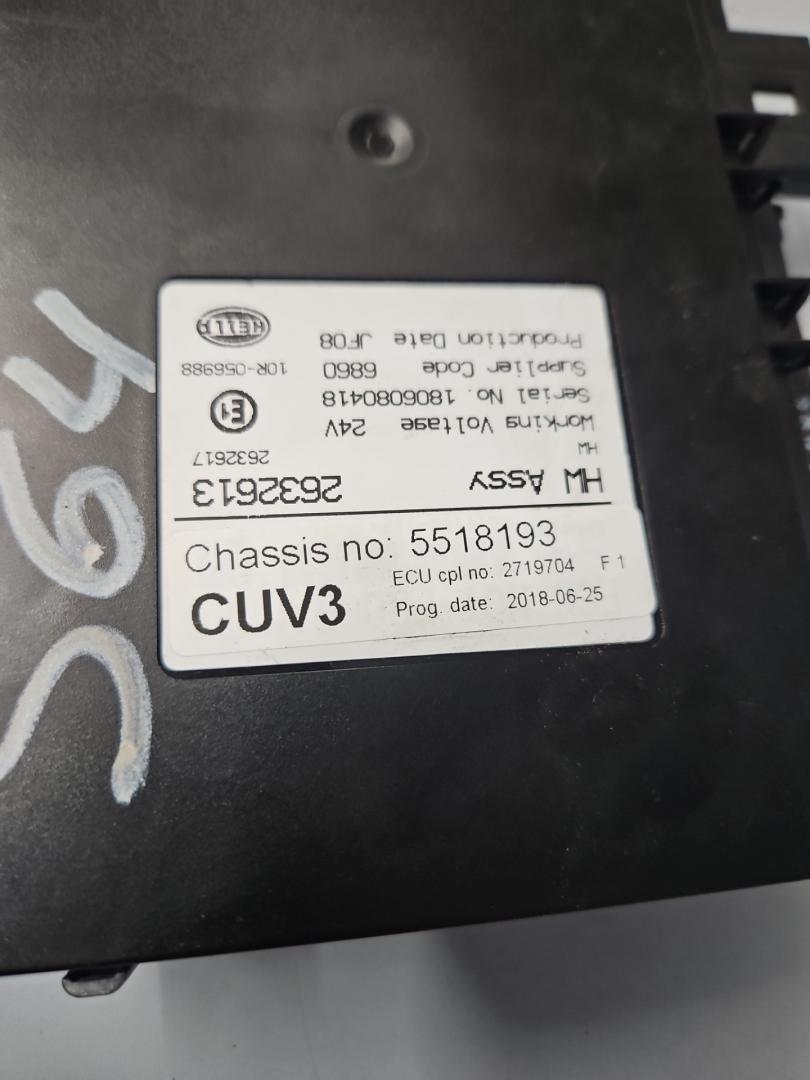 Chassis no: 5518193
ECU cpl no: 2719704 F 1
CUV3
Prog. date: 2018-06-25
HW Assy 2632613
HW 2632617
Working Voltage 24V
E1
Serial No. 1806080418
Supplier Code 6860 10R-056988
Production Date JF08
HELLA